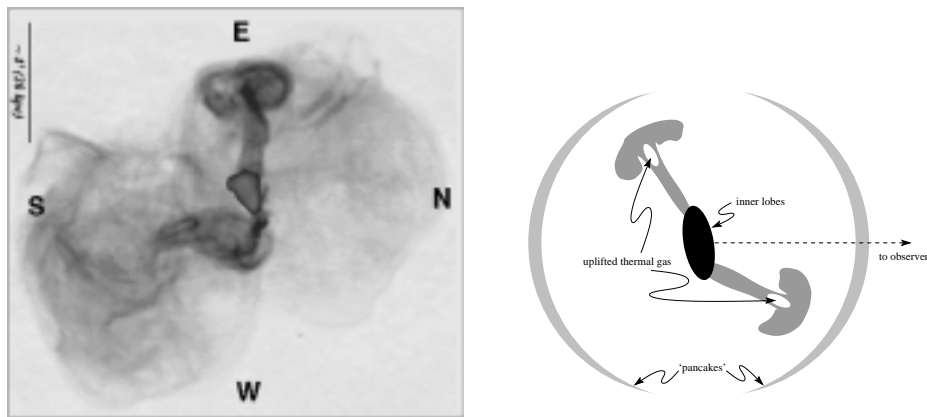 E
S
N
W
inner lobes
to observer
uplifted thermal gas
'pancakes'